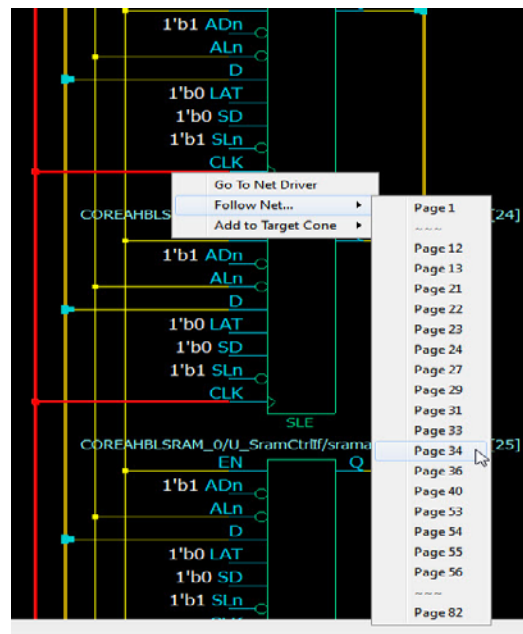 1'b1 ADn
ALn
D
1'b0 LAT
1'b0 SD
1'b1 SLn
CLK
Go To Net Driver
Follow Net...
Add to Target Cone
COREAHBLS
[24]
1'b1 ADn
ALn
D
1'b0 LAT
1'b0 SD
1'b1 SLn
CLK
SLE
COREAHBLSRAM_0/U_SramCtrlIf/srama
[25]
EN
Q
1'b1 ADn
ALn
D
1'b0 LAT
1'b0 SD
1'b1 SLn
Page 1
~~~
Page 12
Page 13
Page 21
Page 22
Page 23
Page 24
Page 27
Page 29
Page 31
Page 33
Page 34
Page 36
Page 40
Page 53
Page 54
Page 55
Page 56
~~~
Page 82